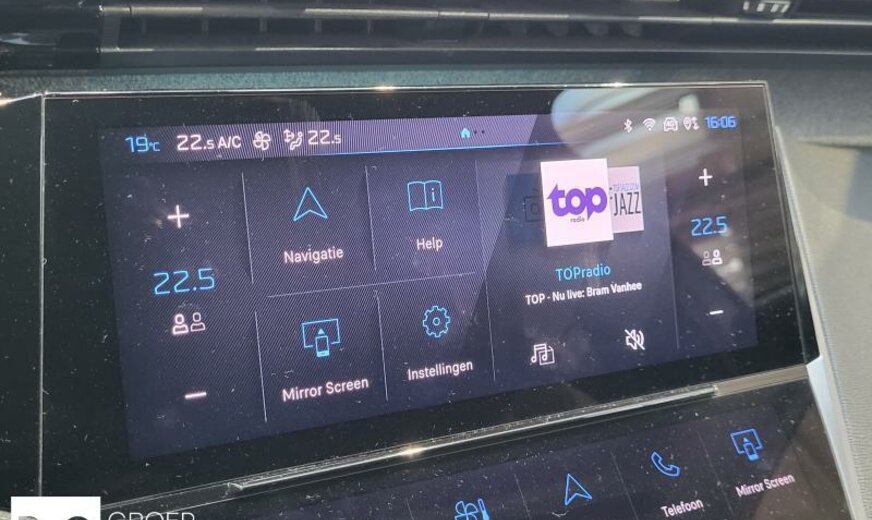 19°C 22.5 A/C 22.5 16:06
+
22.5
−
Navigatie
Help
Mirror Screen
Instellingen
top
radio
JAZZ
TOPradio
TOP - Nu live: Bram Vanhee
+
22.5
−
Telefoon
Mirror Screen
GROEP